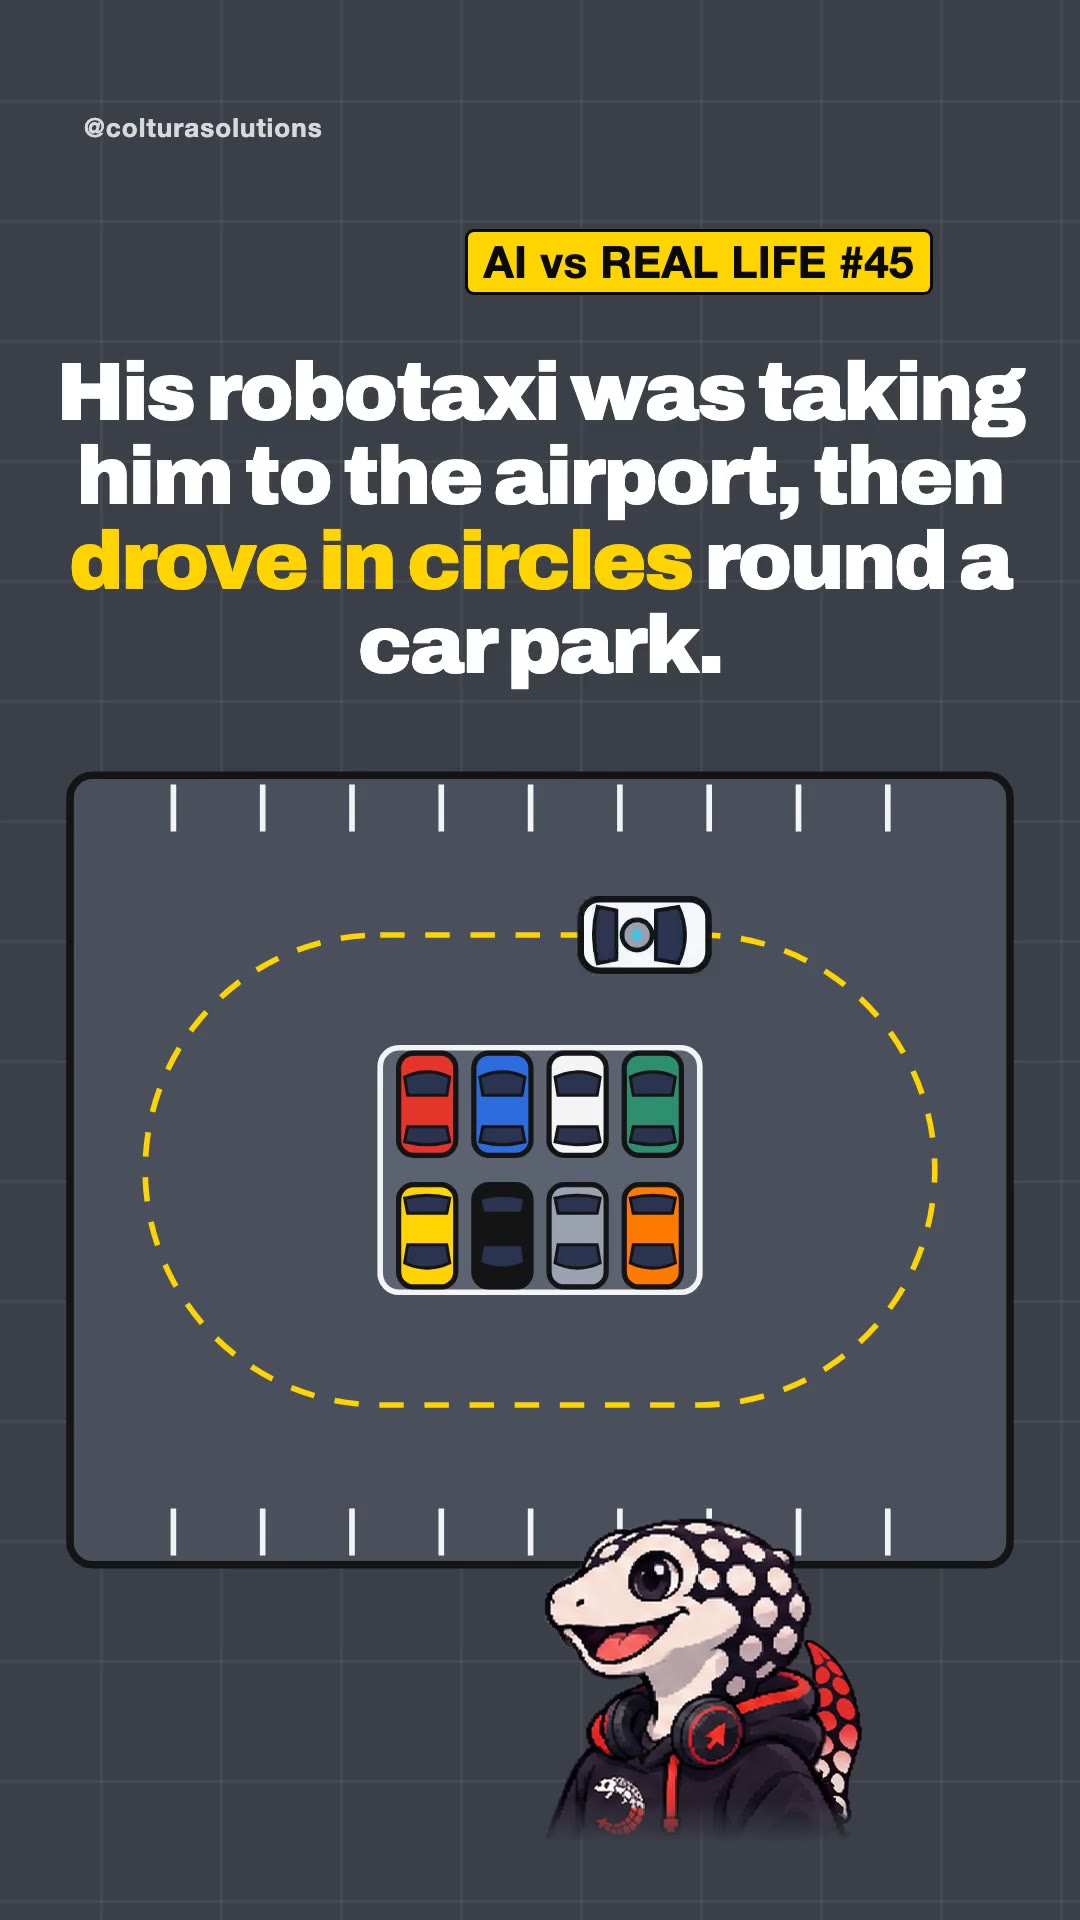 @colturasolutions
AI vs REAL LIFE #45
His robotaxi was taking
him to the airport, then
drove in circles round a
car park.